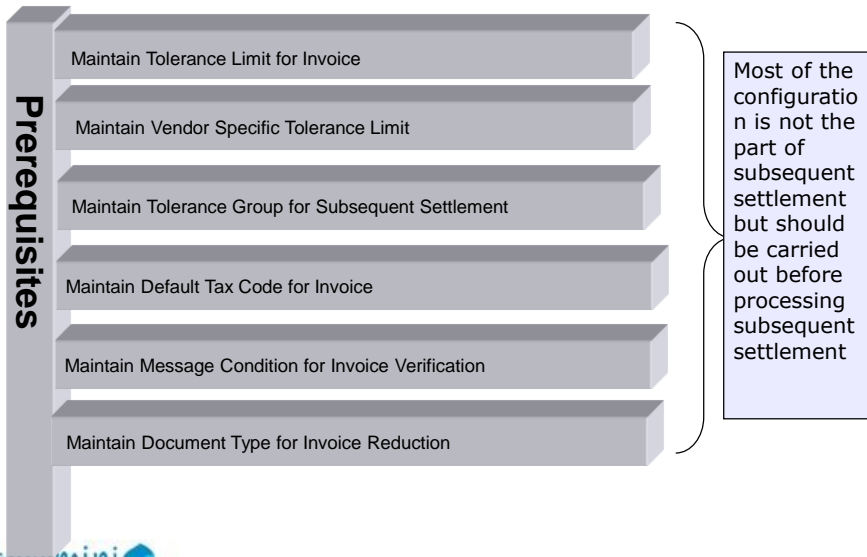 Prerequisites
Maintain Tolerance Limit for Invoice
Maintain Vendor Specific Tolerance Limit
Maintain Tolerance Group for Subsequent Settlement
Maintain Default Tax Code for Invoice
Maintain Message Condition for Invoice Verification
Maintain Document Type for Invoice Reduction
Most of the
configuratio
n is not the
part of
subsequent
settlement
but should
be carried
out before
processing
subsequent
settlement